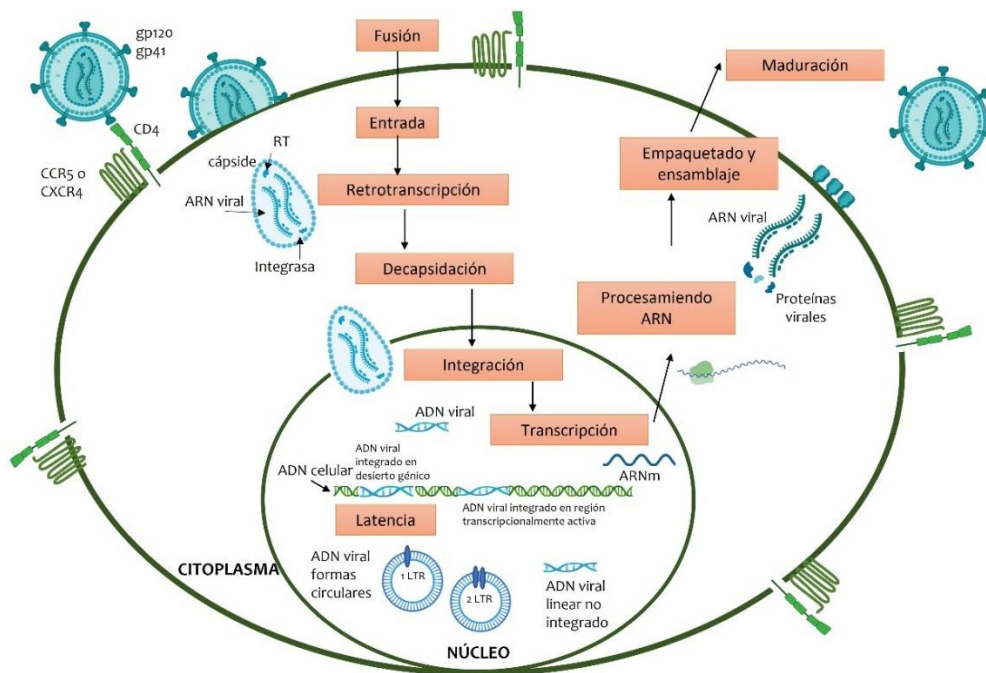 gp120
gp41
CD4
CCR5 o
CXCR4
Fusión
Entrada
RT
cápside
Retrotranscripción
ARN viral
Integrasa
Decapsidación
Integración
ADN viral
Transcripción
ARNm
ADN celular
ADN viral
integrado en
desierto génico
ADN viral integrado en región
transcripcionalmente activa
Latencia
ADN viral
formas
circulares
1 LTR
2 LTR
ADN viral
linear no
integrado
CITOPLASMA
NÚCLEO
Procesamiendo
ARN
Empaquetado y
ensamblaje
Maduración
ARN viral
Proteínas
virales